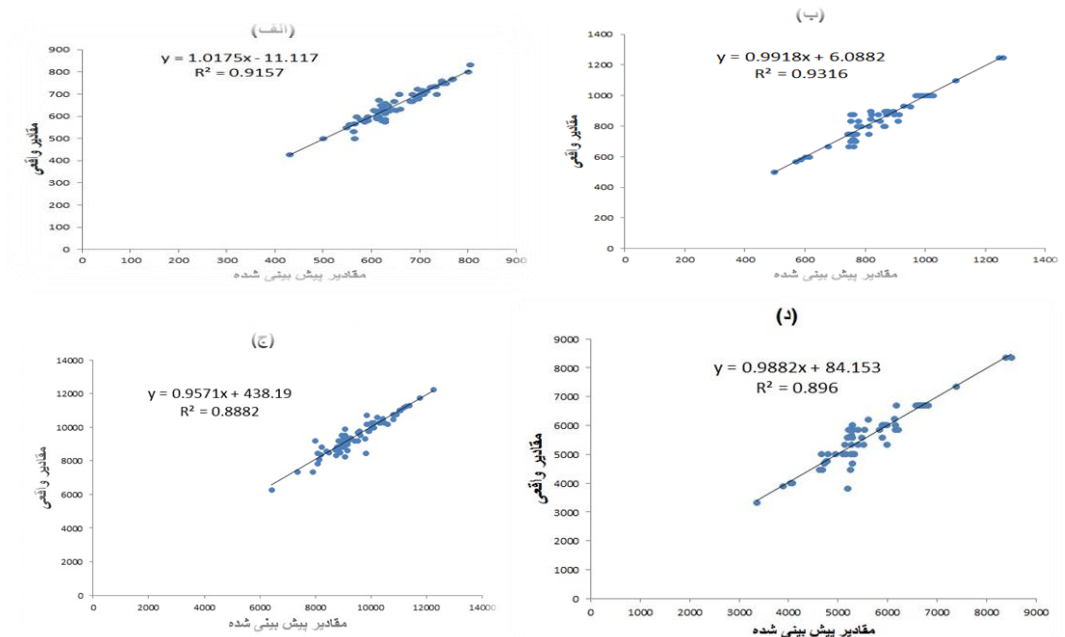 (الف)
y = 1.0175x - 11.117
R² = 0.9157
900
800
700
600
500
400
300
200
100
0
0 100 200 300 400 500 600 700 800 900
مقادیر واقعی
مقادیر پیش بینی شده
(ب)
y = 0.9918x + 6.0882
R² = 0.9316
1400
1200
1000
800
600
400
200
0
0 200 400 600 800 1000 1200 1400
مقادیر واقعی
مقادیر پیش بینی شده
(ج)
y = 0.9571x + 438.19
R² = 0.8882
14000
12000
10000
8000
6000
4000
2000
0
0 2000 4000 6000 8000 10000 12000 14000
مقادیر واقعی
مقادیر پیش بینی شده
(د)
y = 0.9882x + 84.153
R² = 0.896
9000
8000
7000
6000
5000
4000
3000
2000
1000
0
0 1000 2000 3000 4000 5000 6000 7000 8000 9000
مقادیر واقعی
مقادیر پیش بینی شده